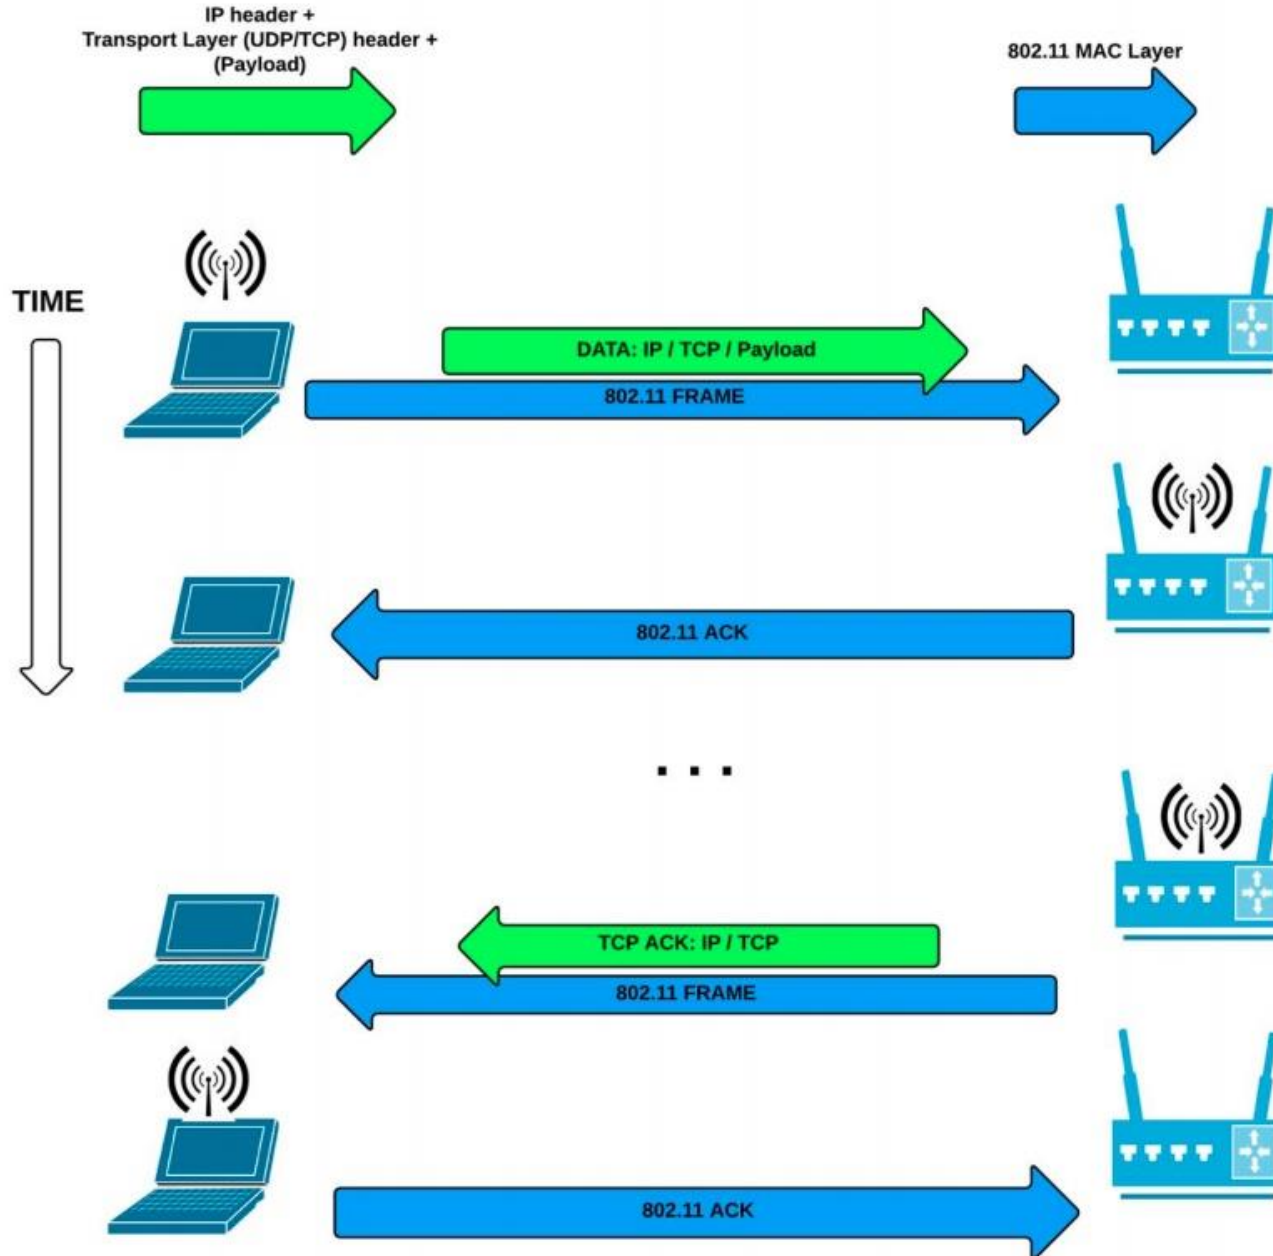 IP header +
Transport Layer (UDP/TCP) header +
(Payload)
802.11 MAC Layer
TIME
DATA: IP / TCP / Payload
802.11 FRAME
802.11 ACK
. . .
TCP ACK: IP / TCP
802.11 FRAME
802.11 ACK